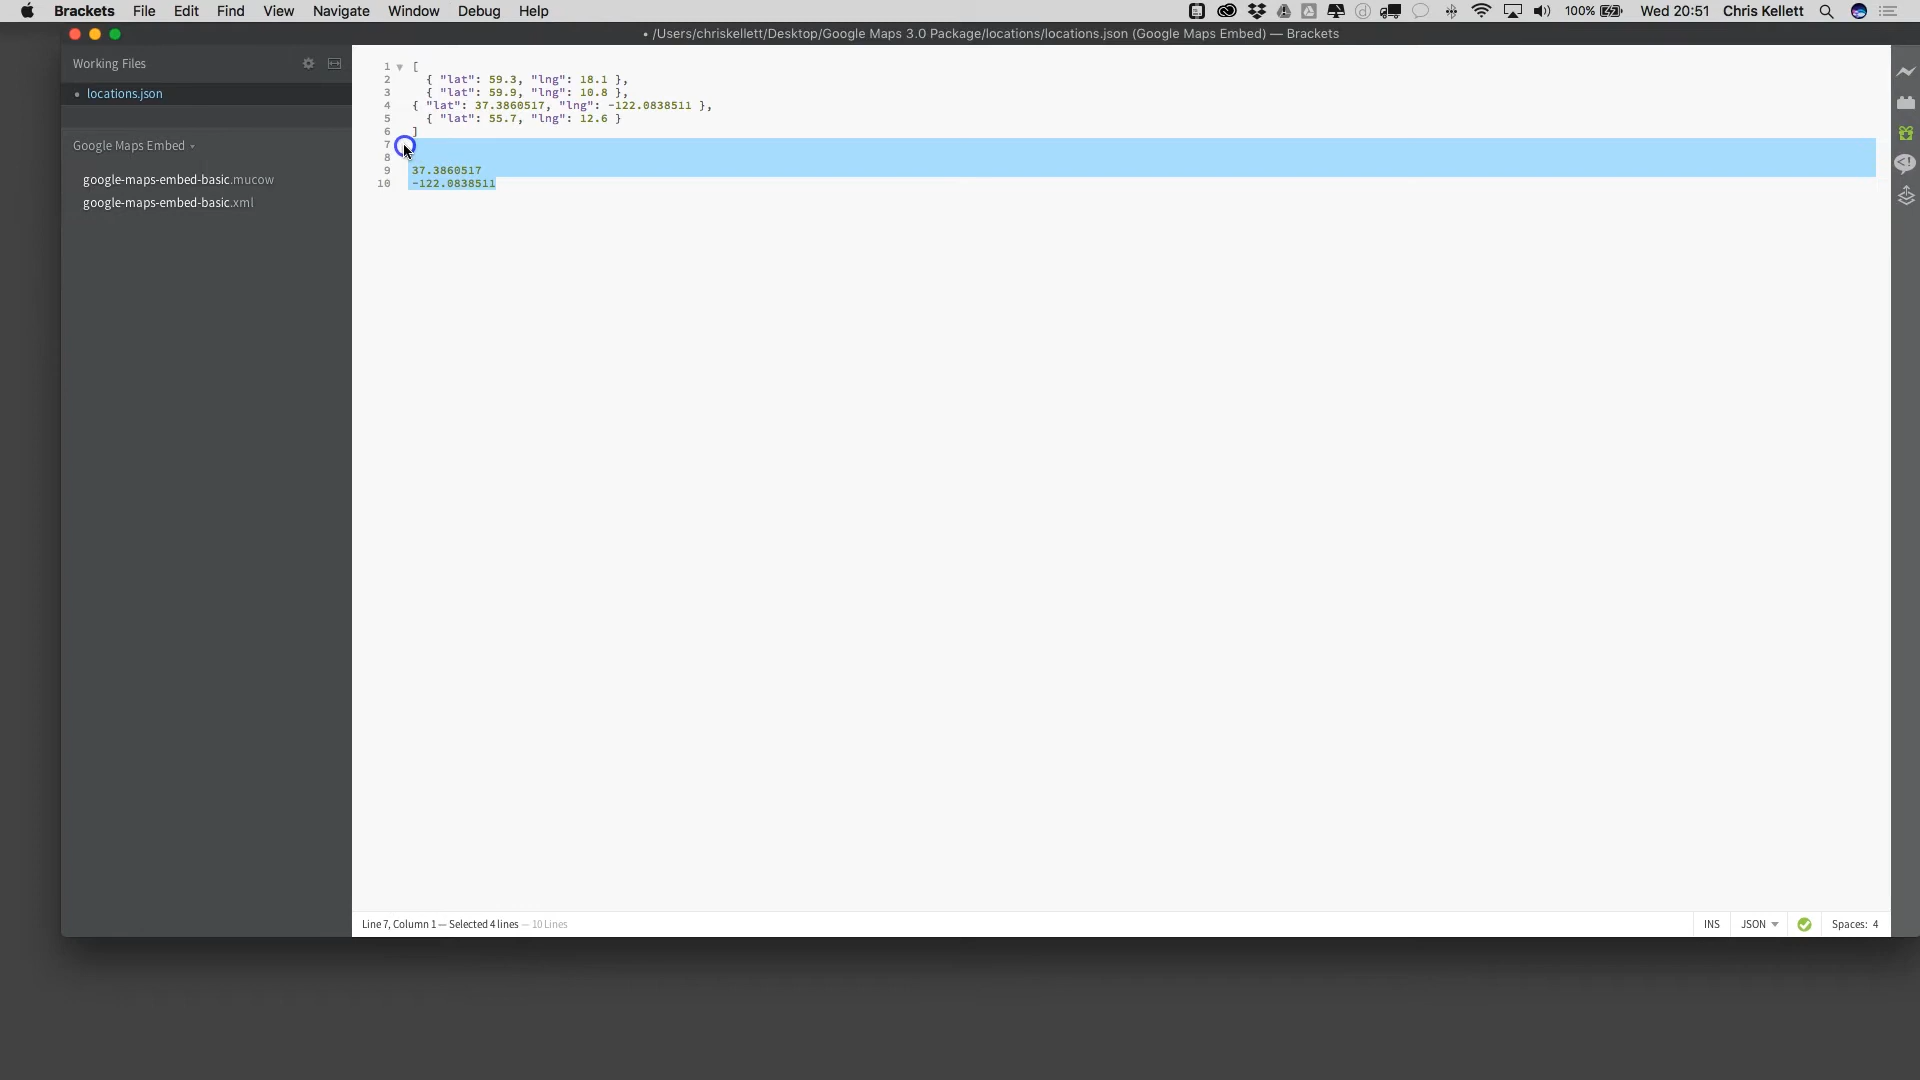 Brackets File Edit Find View Navigate Window Debug Help 100% Wed 20:51 Chris Kellett
• /Users/chriskellett/Desktop/Google Maps 3.0 Package/locations/locations.json (Google Maps Embed) — Brackets
Working Files
• locations.json
Google Maps Embed
google-maps-embed-basic.mucow
google-maps-embed-basic.xml
1 [
2 { "lat": 59.3, "lng": 18.1 },
3 { "lat": 59.9, "lng": 10.8 },
4 { "lat": 37.3860517, "lng": -122.0838511 },
5 { "lat": 55.7, "lng": 12.6 }
6 ]
7
8
9 37.3860517
10 -122.0838511
Line 7, Column 1 — Selected 4 lines — 10 Lines INS JSON Spaces: 4